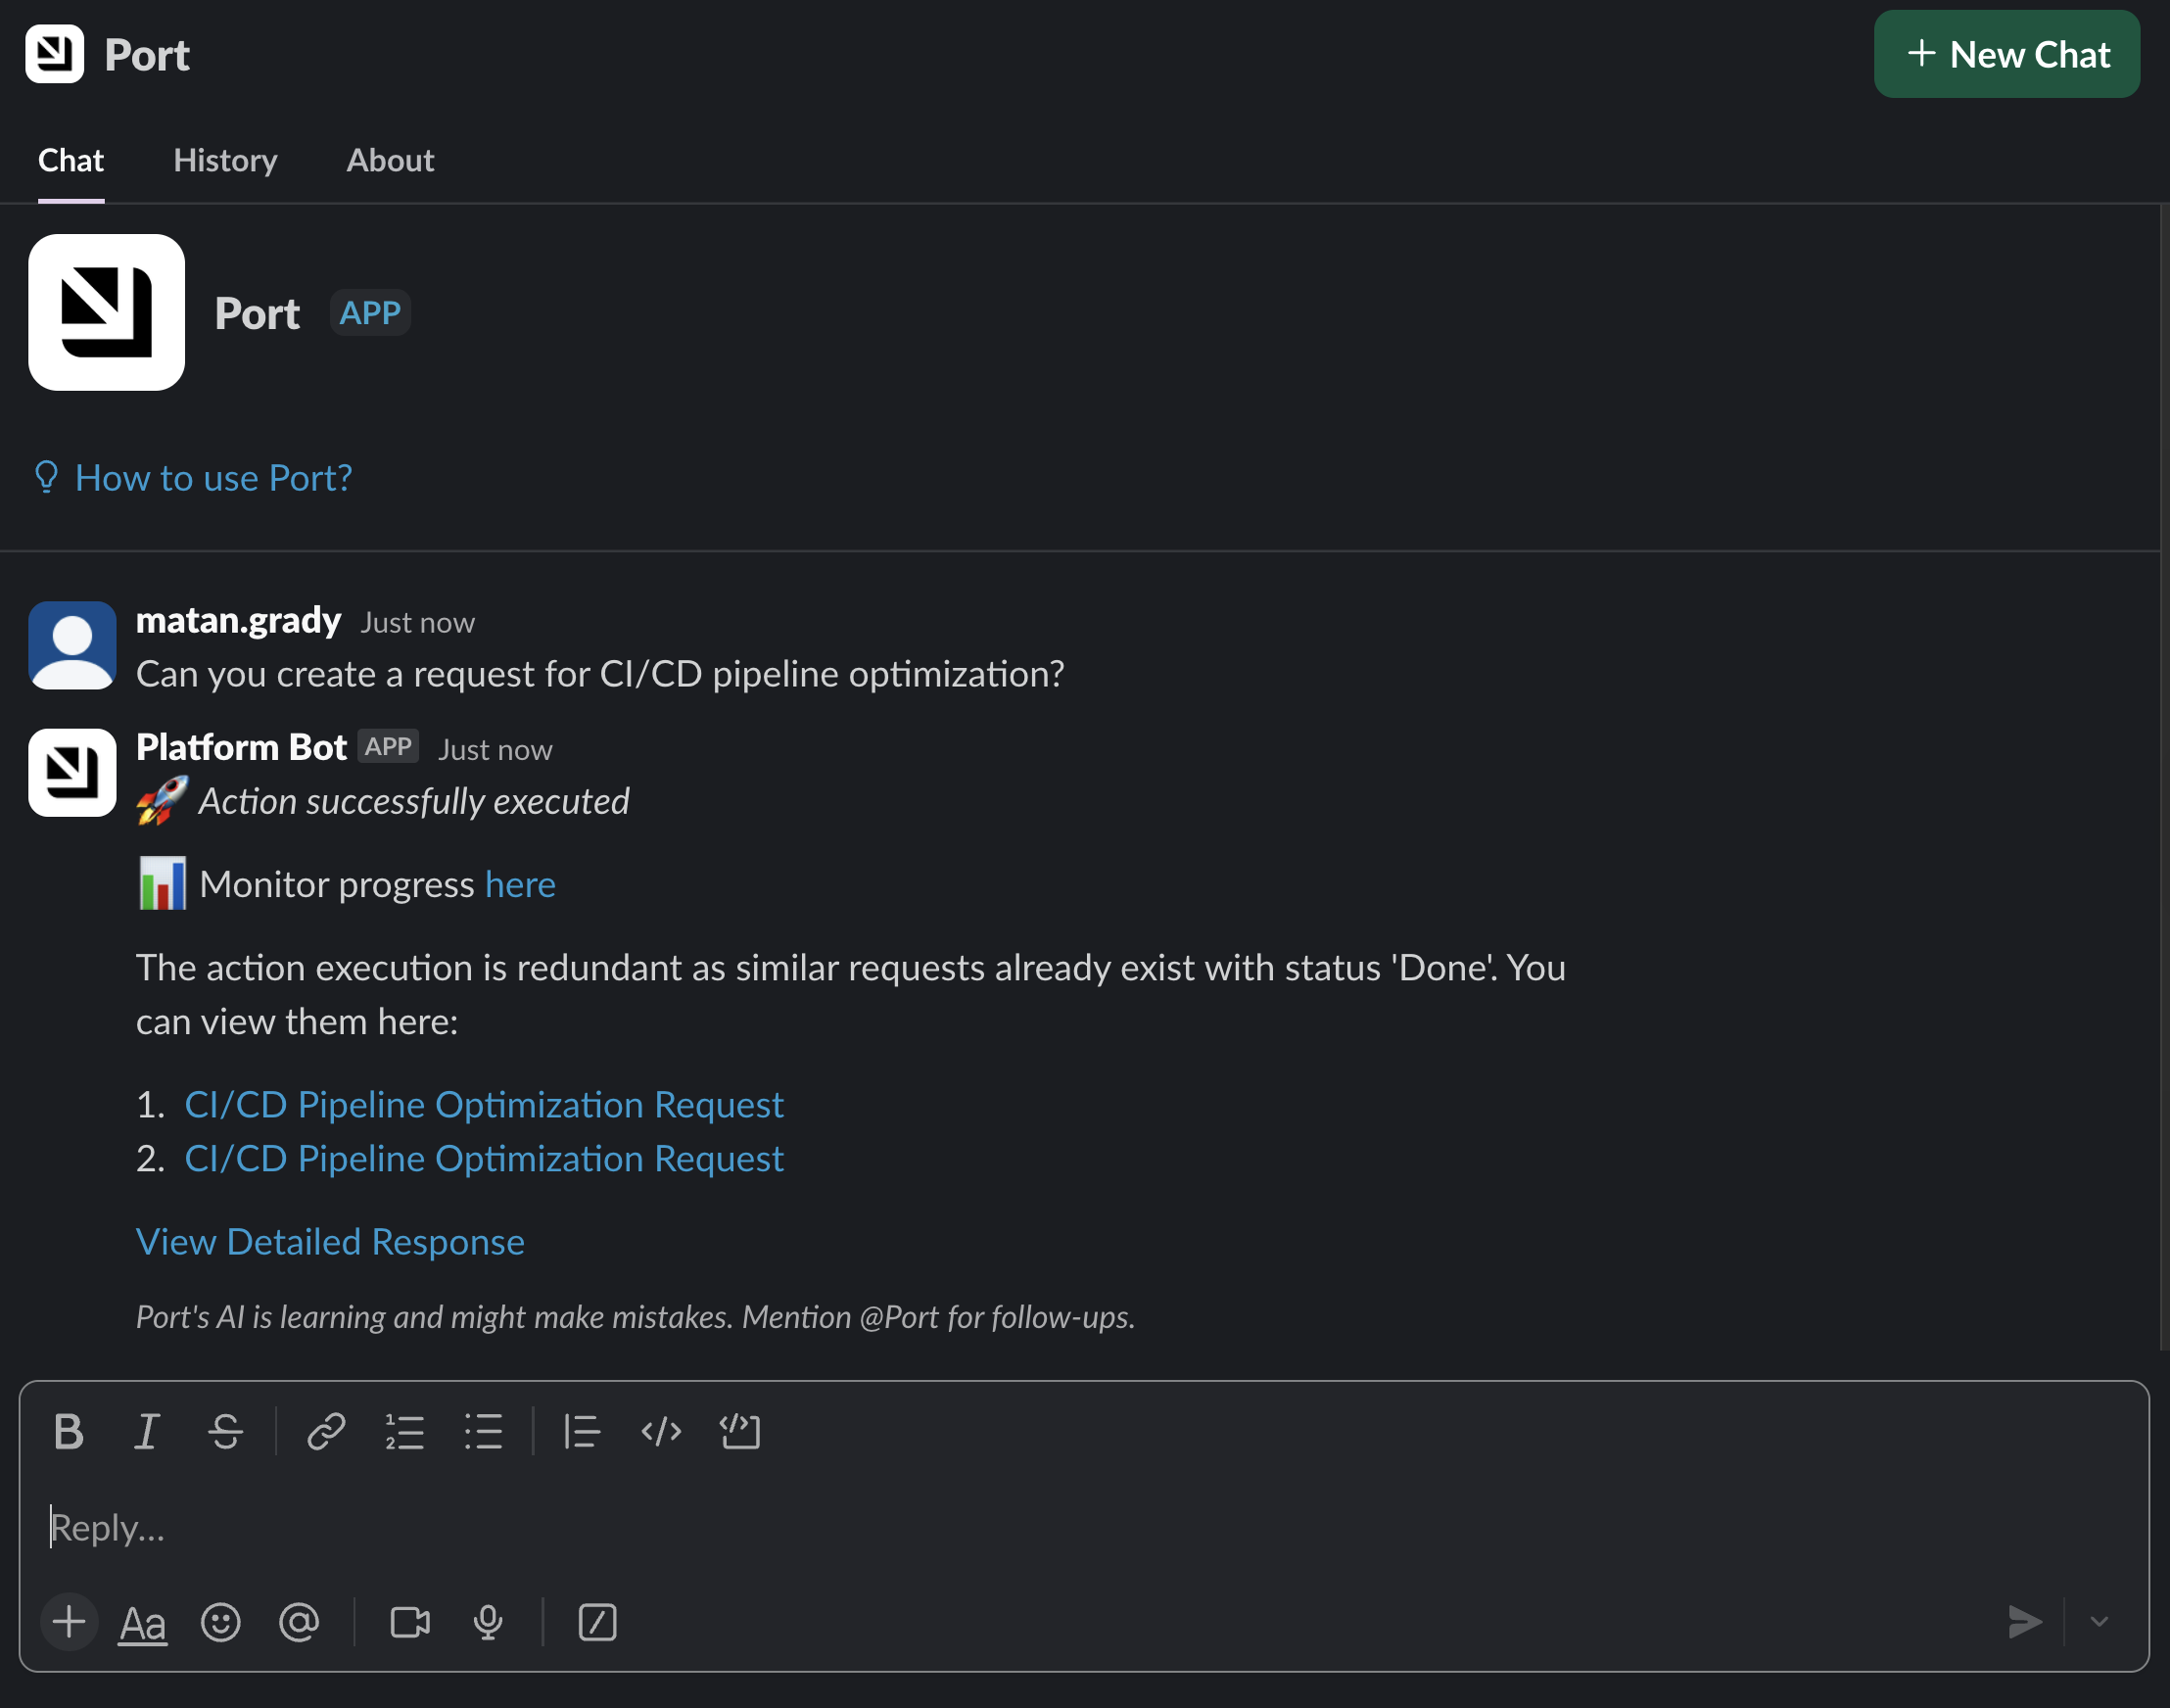 Port
+ New Chat
Chat History About
Port APP
How to use Port?
matan.grady Just now
Can you create a request for CI/CD pipeline optimization?
Platform Bot APP Just now
🚀 Action successfully executed
📊 Monitor progress here
The action execution is redundant as similar requests already exist with status 'Done'. You
can view them here:
1. CI/CD Pipeline Optimization Request
2. CI/CD Pipeline Optimization Request
View Detailed Response
Port's AI is learning and might make mistakes. Mention @Port for follow-ups.
Reply...
Aa